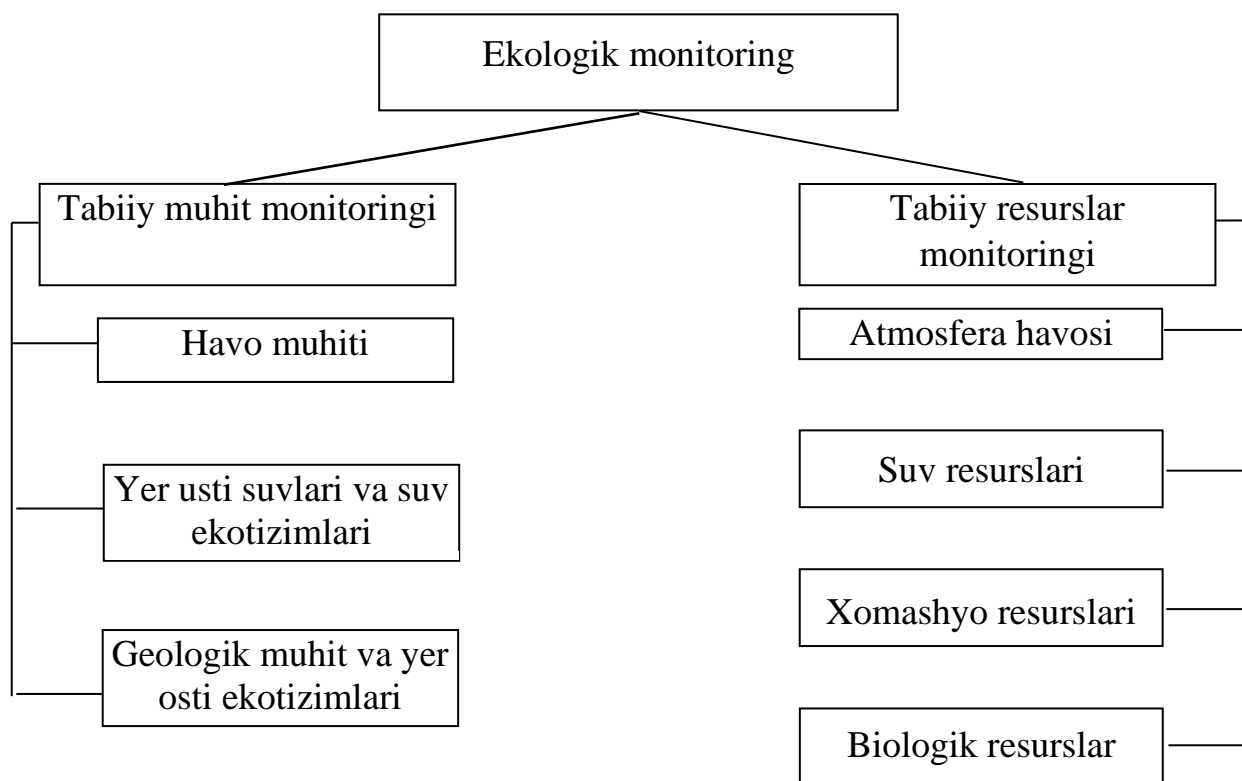 Ekologik monitoring
Tabiiy muhit monitoringi
Havo muhiti
Yer usti suvlari va suv
ekotizimlari
Geologik muhit va yer
osti ekotizimlari
Tabiiy resurslar
monitoringi
Atmosfera havosi
Suv resurslari
Xomashyo resurslari
Biologik resurslar